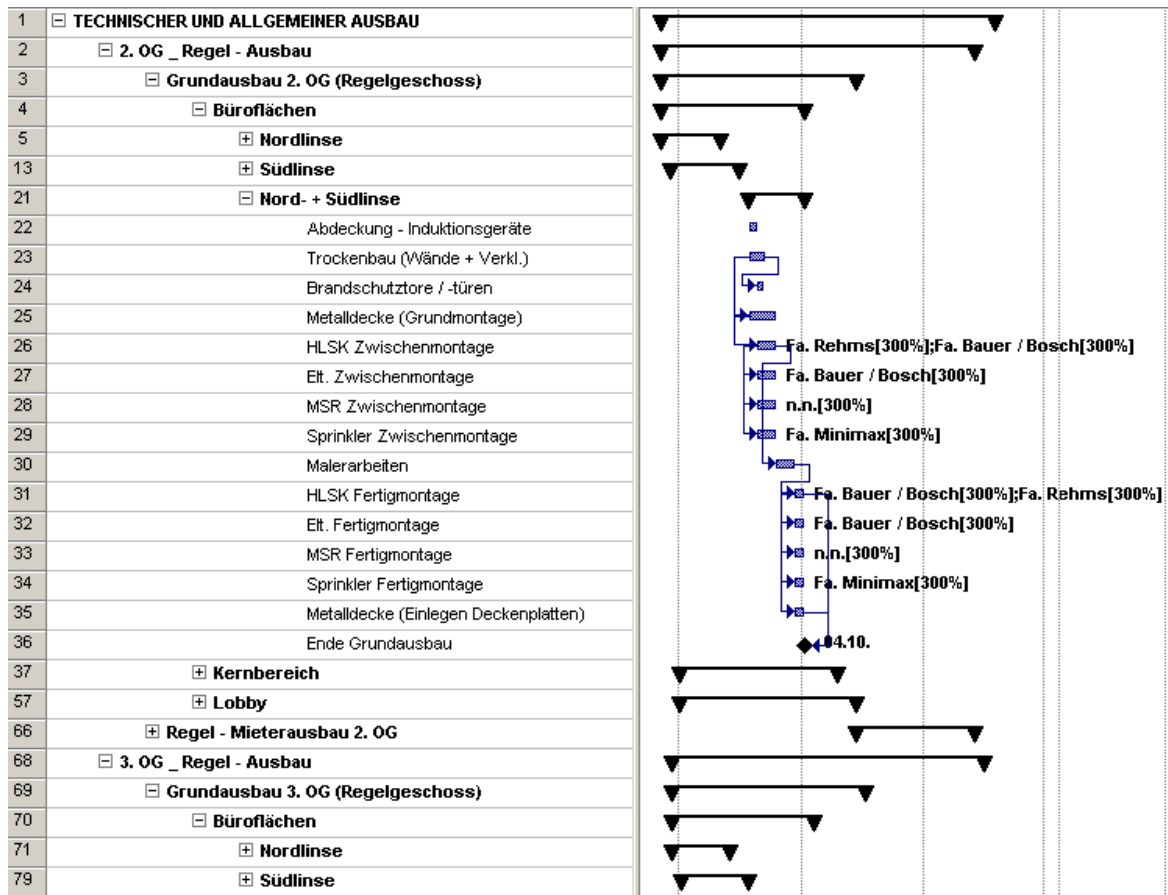 1 TECHNISCHER UND ALLGEMEINER AUSBAU
2 2. OG _ Regel - Ausbau
3 Grundausbau 2. OG (Regelgeschoss)
4 Büroflächen
5 Nordlinse
13 Südlinse
21 Nord- + Südlinse
22 Abdeckung - Induktionsgeräte
23 Trockenbau (Wände + Verkl.)
24 Brandschutztore / -türen
25 Metalldecke (Grundmontage)
26 HLSK Zwischenmontage Fa. Rehms[300%];Fa. Bauer / Bosch[300%]
27 Elt. Zwischenmontage Fa. Bauer / Bosch[300%]
28 MSR Zwischenmontage n.n.[300%]
29 Sprinkler Zwischenmontage Fa. Minimax[300%]
30 Malerarbeiten
31 HLSK Fertigmontage Fa. Bauer / Bosch[300%];Fa. Rehms[300%]
32 Elt. Fertigmontage Fa. Bauer / Bosch[300%]
33 MSR Fertigmontage n.n.[300%]
34 Sprinkler Fertigmontage Fa. Minimax[300%]
35 Metalldecke (Einlegen Deckenplatten)
36 Ende Grundausbau 04.10.
37 Kernbereich
57 Lobby
66 Regel - Mieterausbau 2. OG
68 3. OG _ Regel - Ausbau
69 Grundausbau 3. OG (Regelgeschoss)
70 Büroflächen
71 Nordlinse
79 Südlinse